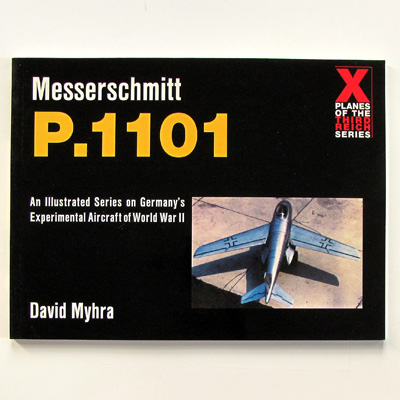 Messerschmitt
P.1101
X
PLANES
OF THE
THIRD
REICH
SERIES
An Illustrated Series on Germany's
Experimental Aircraft of World War II
David Myhra